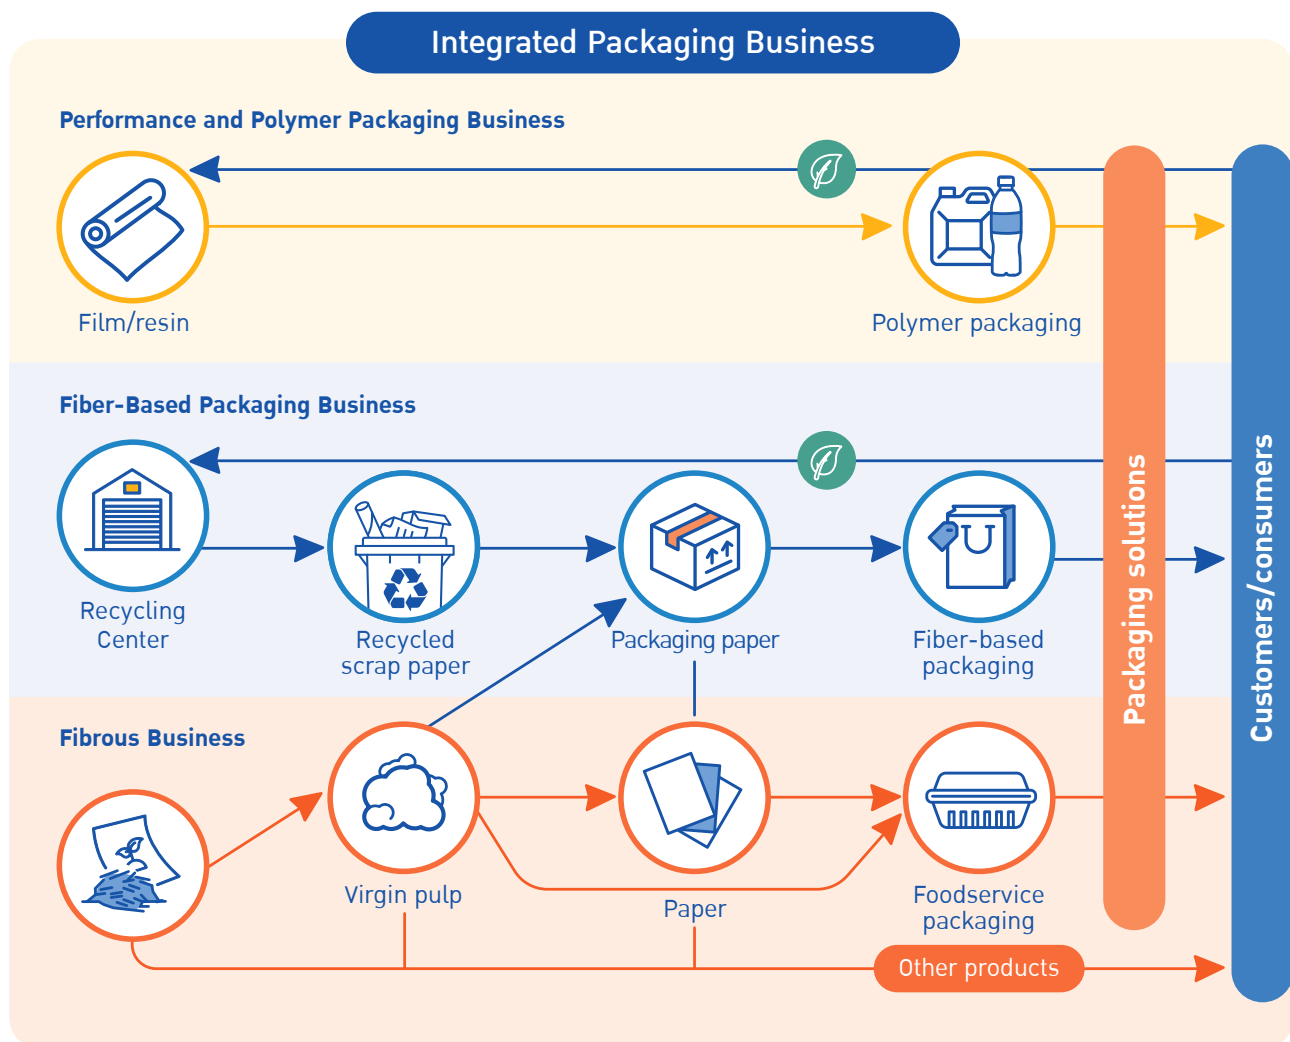 Integrated Packaging Business
Performance and Polymer Packaging Business
Film/resin
Polymer packaging
Fiber-Based Packaging Business
Recycling
Center
Recycled
scrap paper
Packaging paper
Fiber-based
packaging
Fibrous Business
Virgin pulp
Paper
Foodservice
packaging
Other products
Packaging solutions
Customers/consumers